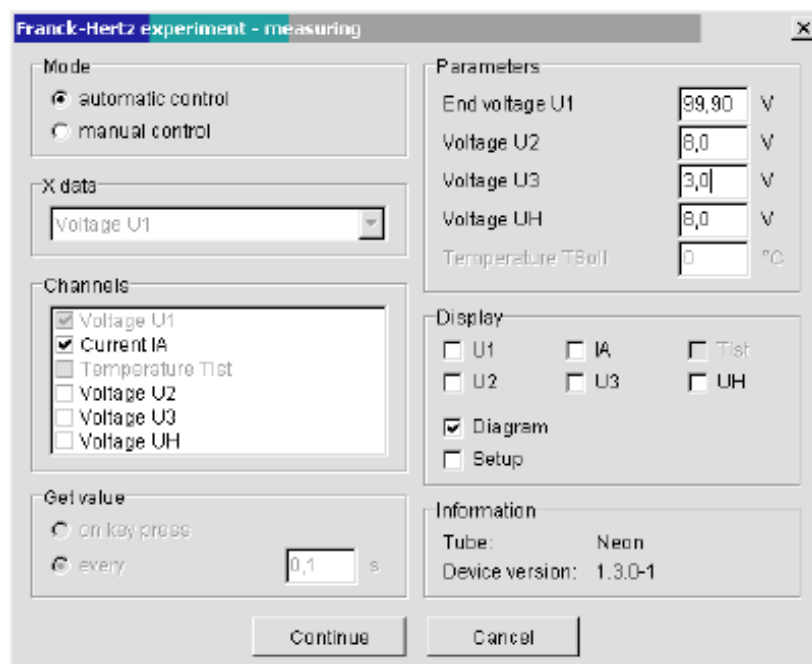 Franck-Hertz experiment - measuring
Mode
automatic control
manual control
X data
Voltage U1
Channels
Voltage U1
Current IA
Temperature TIst
Voltage U2
Voltage U3
Voltage UH
Get value
on key press
every 0,1 s
Parameters
End voltage U1 99,90 V
Voltage U2 8,0 V
Voltage U3 3,0 V
Voltage UH 8,0 V
Temperature TSoll 0 °C
Display
U1 IA TIst
U2 U3 UH
Diagram
Setup
Information
Tube: Neon
Device version: 1.3.0-1
Continue Cancel